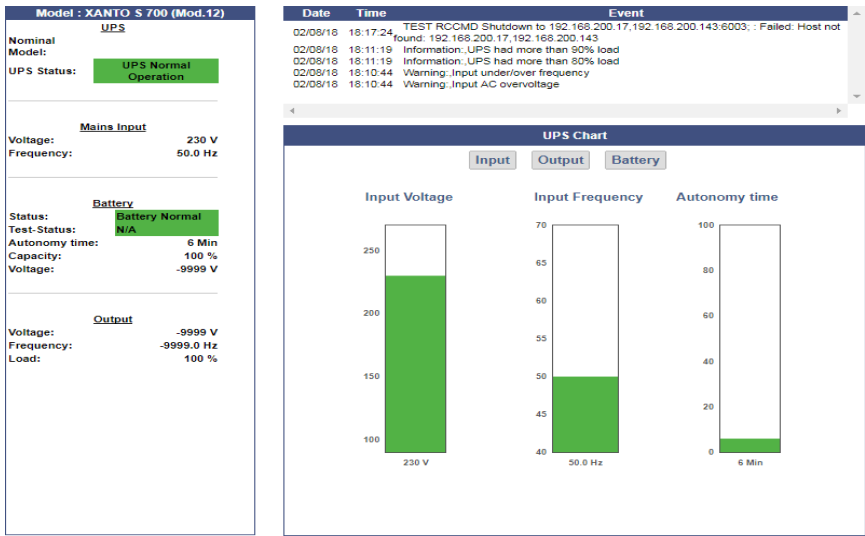 Model : XANTO S 700 (Mod.12)
UPS
Nominal Model:
UPS Status: UPS Normal Operation
Mains Input
Voltage: 230 V
Frequency: 50.0 Hz
Battery
Status: Battery Normal
Test-Status: N/A
Autonomy time: 6 Min
Capacity: 100 %
Voltage: -9999 V
Output
Voltage: -9999 V
Frequency: -9999.0 Hz
Load: 100 %
Date Time Event
02/08/18 18:17:24 TEST RCCMD Shutdown to 192.168.200.17,192.168.200.143:6003; : Failed: Host not
found: 192.168.200.17,192.168.200.143
02/08/18 18:11:19 Information:,UPS had more than 90% load
02/08/18 18:11:19 Information:,UPS had more than 80% load
02/08/18 18:10:44 Warning:,Input under/over frequency
02/08/18 18:10:44 Warning:,Input AC overvoltage
UPS Chart
Input Output Battery
Input Voltage
250
200
150
100
230 V
Input Frequency
70
65
60
55
50
45
40
50.0 Hz
Autonomy time
100
80
60
40
20
0
6 Min